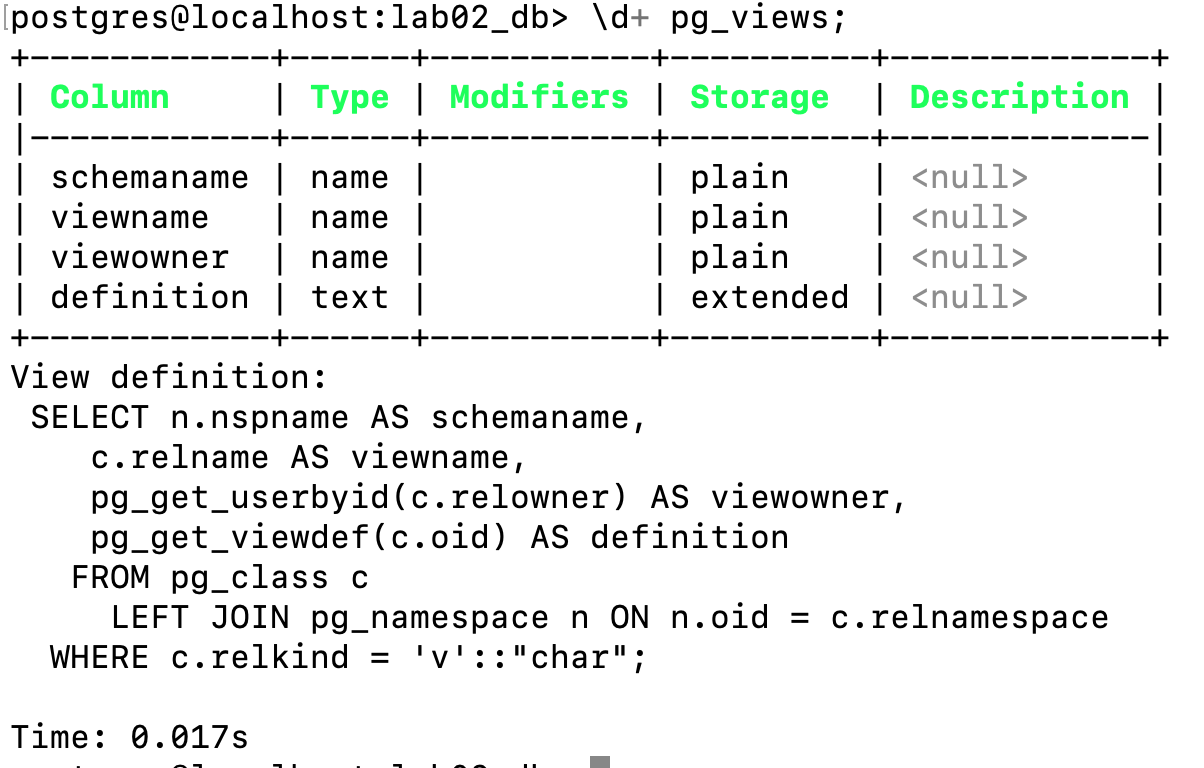 postgres@localhost:lab02_db> \d+ pg_views;
+------------+------+-----------+----------+-------------+
| Column     | Type | Modifiers | Storage  | Description |
|------------+------+-----------+----------+-------------|
| schemaname | name |           | plain    | <null>      |
| viewname   | name |           | plain    | <null>      |
| viewowner  | name |           | plain    | <null>      |
| definition | text |           | extended | <null>      |
+------------+------+-----------+----------+-------------+
View definition:
 SELECT n.nspname AS schemaname,
    c.relname AS viewname,
    pg_get_userbyid(c.relowner) AS viewowner,
    pg_get_viewdef(c.oid) AS definition
   FROM pg_class c
     LEFT JOIN pg_namespace n ON n.oid = c.relnamespace
  WHERE c.relkind = 'v'::"char";

Time: 0.017s